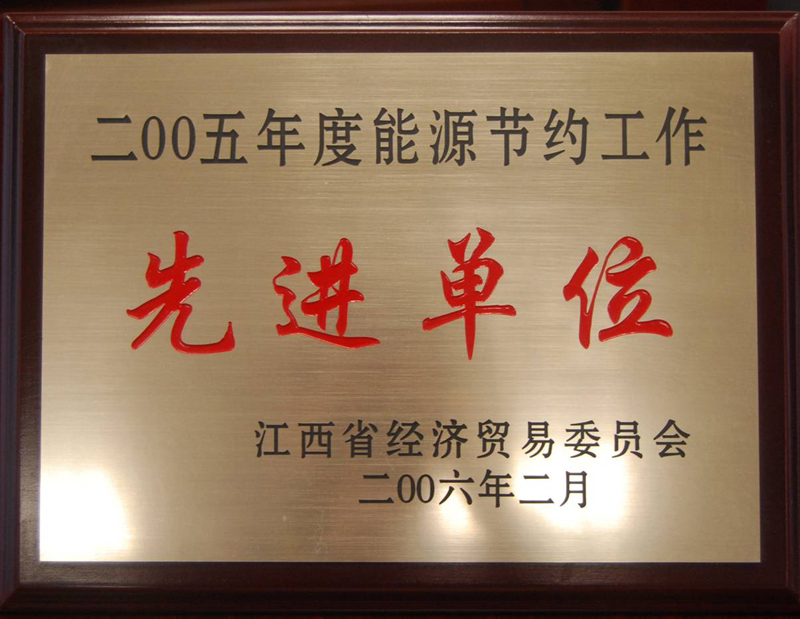 二00五年度能源节约工作
先进单位
江西省经济贸易委员会
二00六年二月